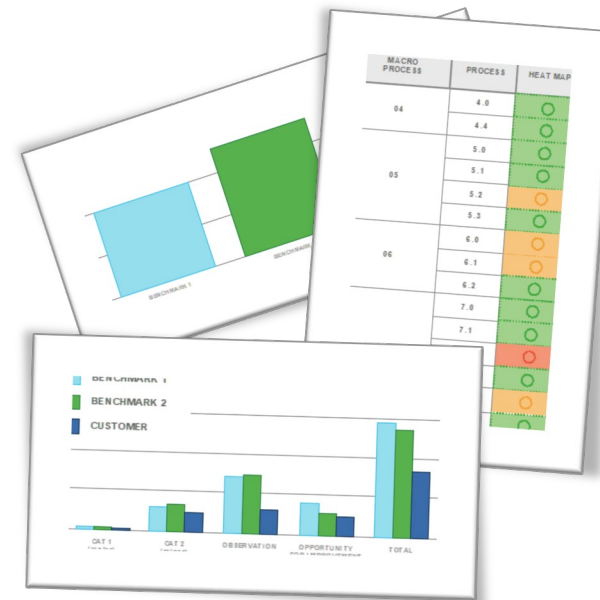 BENCHMARK 1
BENCHMARK
MACRO
PROCESS
PROCESS
HEAT MAP
04
4.0
4.4
05
5.0
5.1
5.2
5.3
06
6.0
6.1
6.2
7.0
7.1
BENCHMARK 1
BENCHMARK 2
CUSTOMER
CAT 1
CAT 2
OBSERVATION
OPPORTUNITY
TOTAL